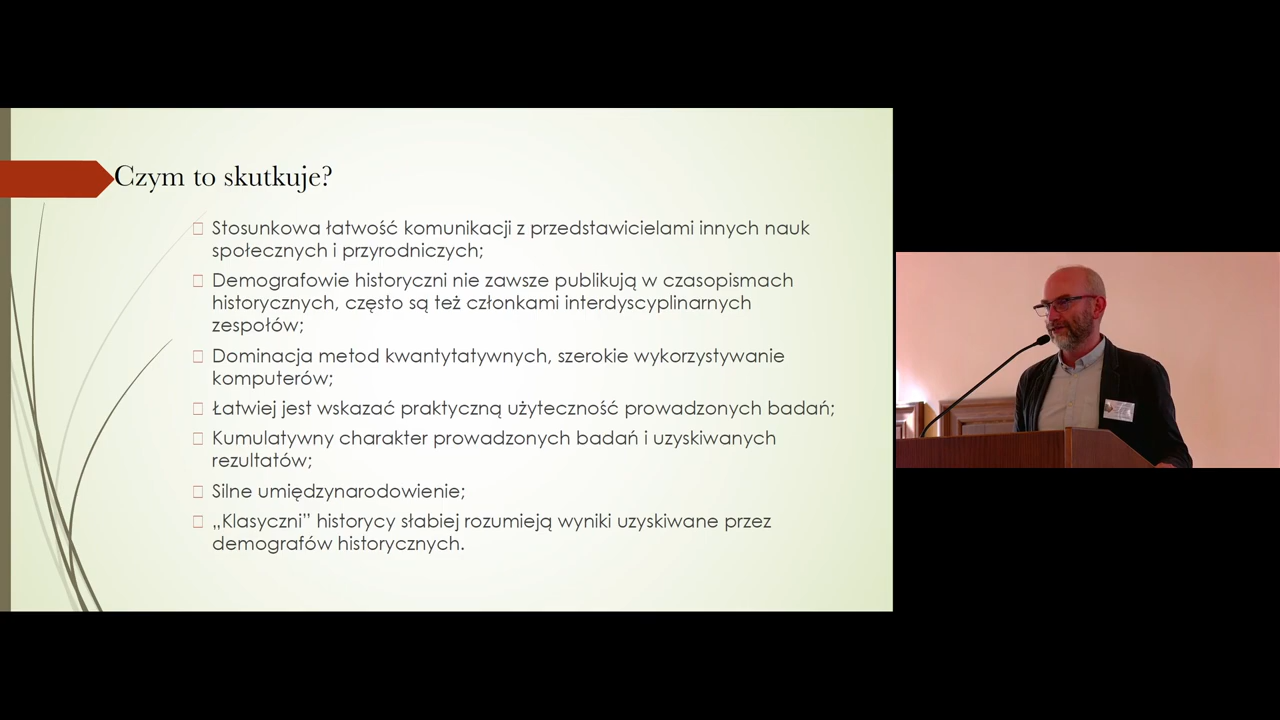 Czym to skutkuje?
Stosunkowa łatwość komunikacji z przedstawicielami innych nauk
społecznych i przyrodniczych;
Demografowie historyczni nie zawsze publikują w czasopismach
historycznych, często są też członkami interdyscyplinarnych
zespołów;
Dominacja metod kwantytatywnych, szerokie wykorzystywanie
komputerów;
Łatwiej jest wskazać praktyczną użyteczność prowadzonych badań;
Kumulatywny charakter prowadzonych badań i uzyskiwanych
rezultatów;
Silne umiędzynarodowienie;
„Klasyczni” historycy słabiej rozumieją wyniki uzyskiwane przez
demografów historycznych.